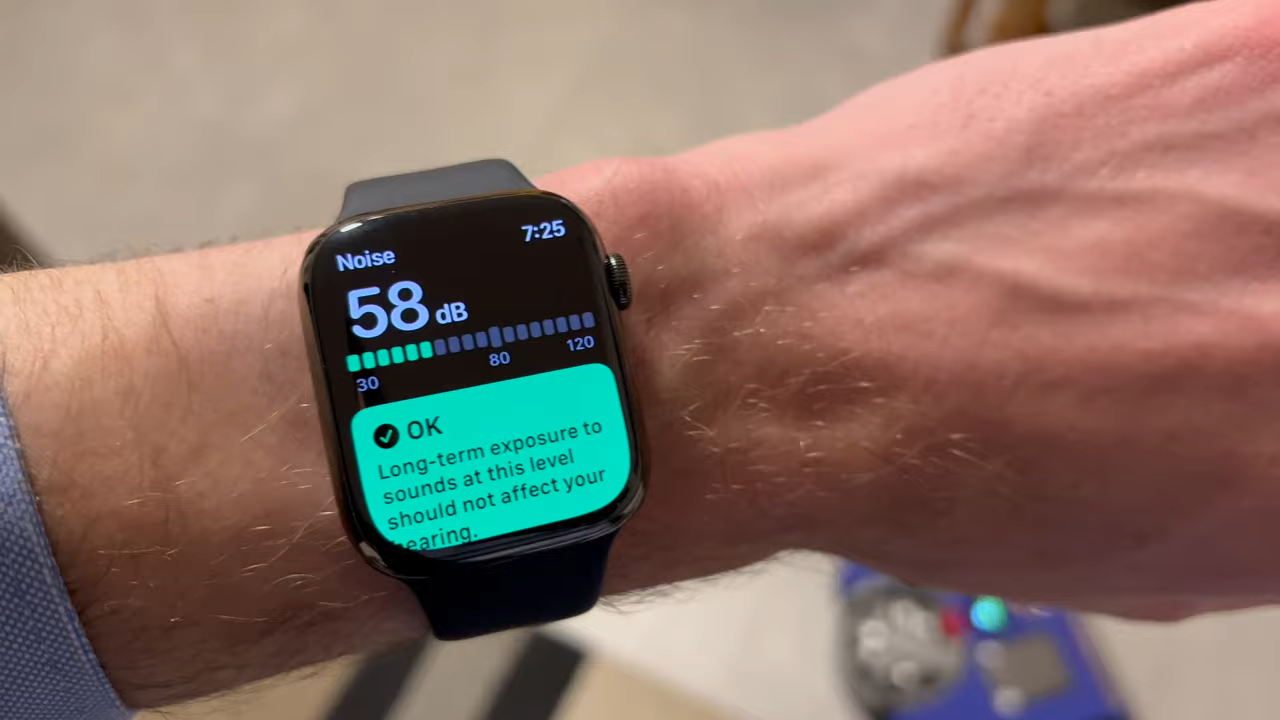 7:25
Noise
58 dB
30 80 120
OK
Long-term exposure to
sounds at this level
should not affect your
hearing.